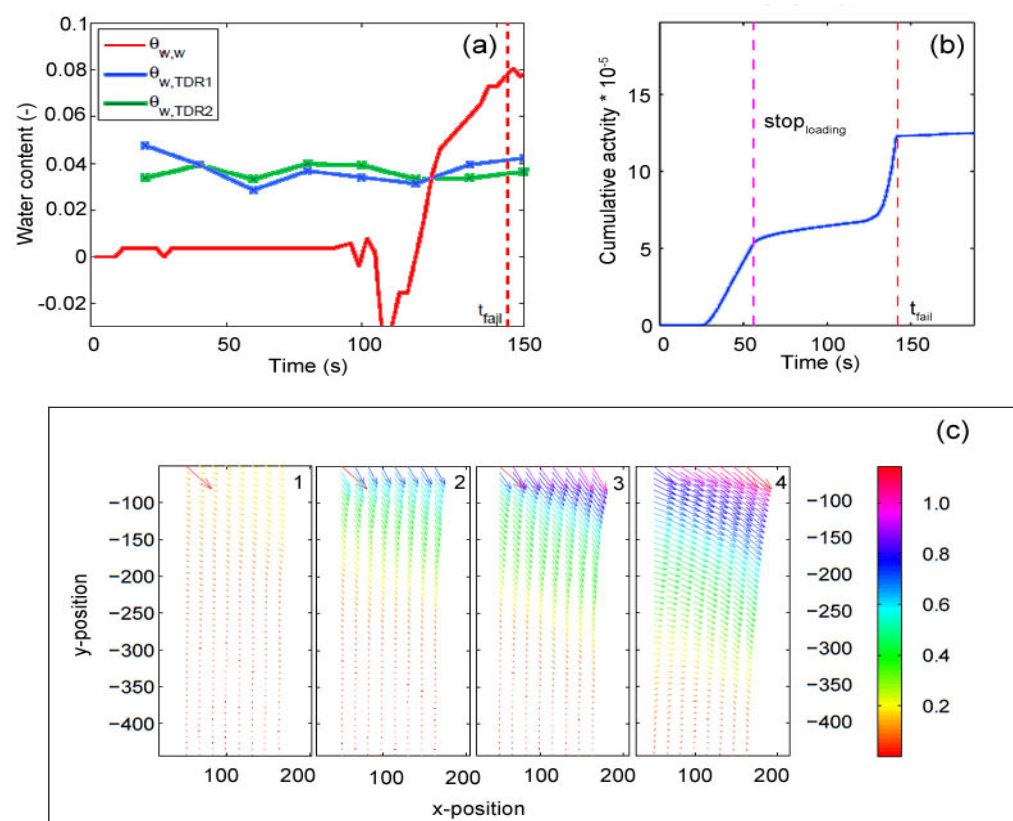 (a)
θw,w
θw,TDR1
θw,TDR2
Water content (-)
0.1
0.08
0.06
0.04
0.02
0
-0.02
tfail
0 50 100 150
Time (s)
(b)
Cumulative actvity * 10-5
15
10
5
0
stoploading
tfail
0 50 100 150
Time (s)
(c)
1 2 3 4
y-position
−100
−150
−200
−250
−300
−350
−400
−100
−150
−200
−250
−300
−350
−400
1.0
0.8
0.6
0.4
0.2
100 200 100 200 100 200 100 200
x-position